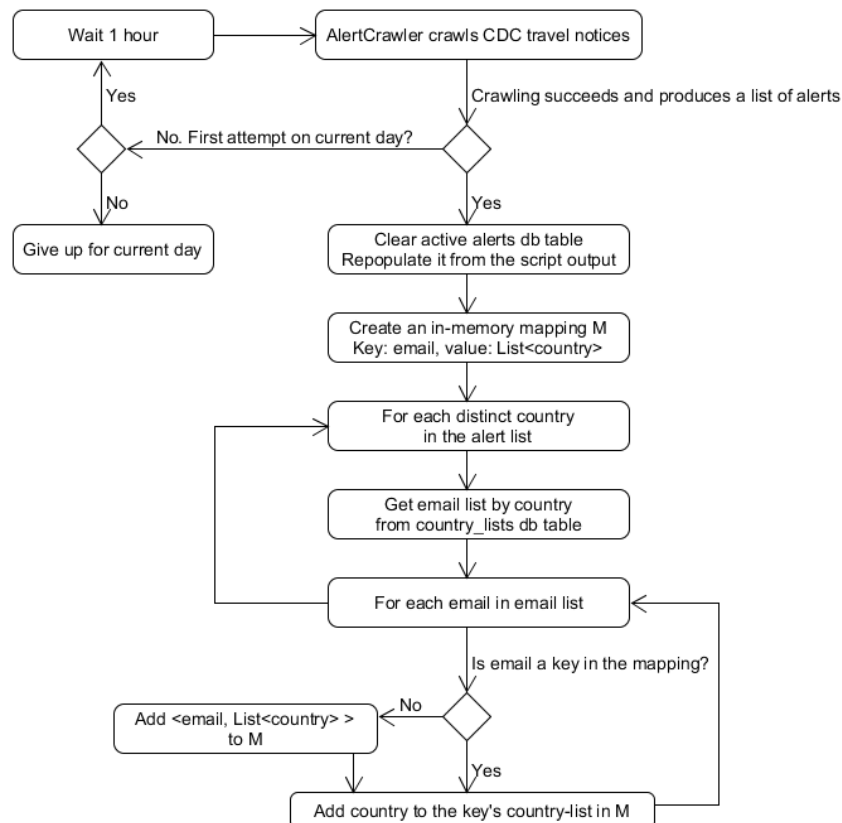 Wait 1 hour
AlertCrawler crawls CDC travel notices
Yes
Crawling succeeds and produces a list of alerts
No. First attempt on current day?
No
Yes
Give up for current day
Clear active alerts db table
Repopulate it from the script output
Create an in-memory mapping M
Key: email, value: List<country>
For each distinct country
in the alert list
Get email list by country
from country_lists db table
For each email in email list
Is email a key in the mapping?
No
Add <email, List<country> >
to M
Yes
Add country to the key's country-list in M